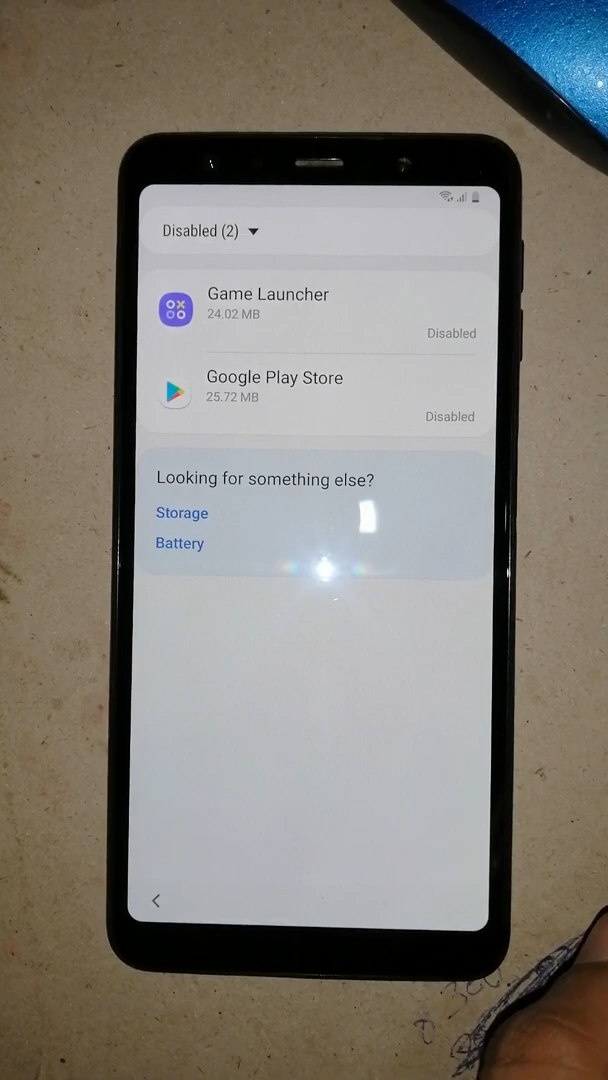 Disabled (2)
Game Launcher
24.02 MB
Disabled
Google Play Store
25.72 MB
Disabled
Looking for something else?
Storage
Battery